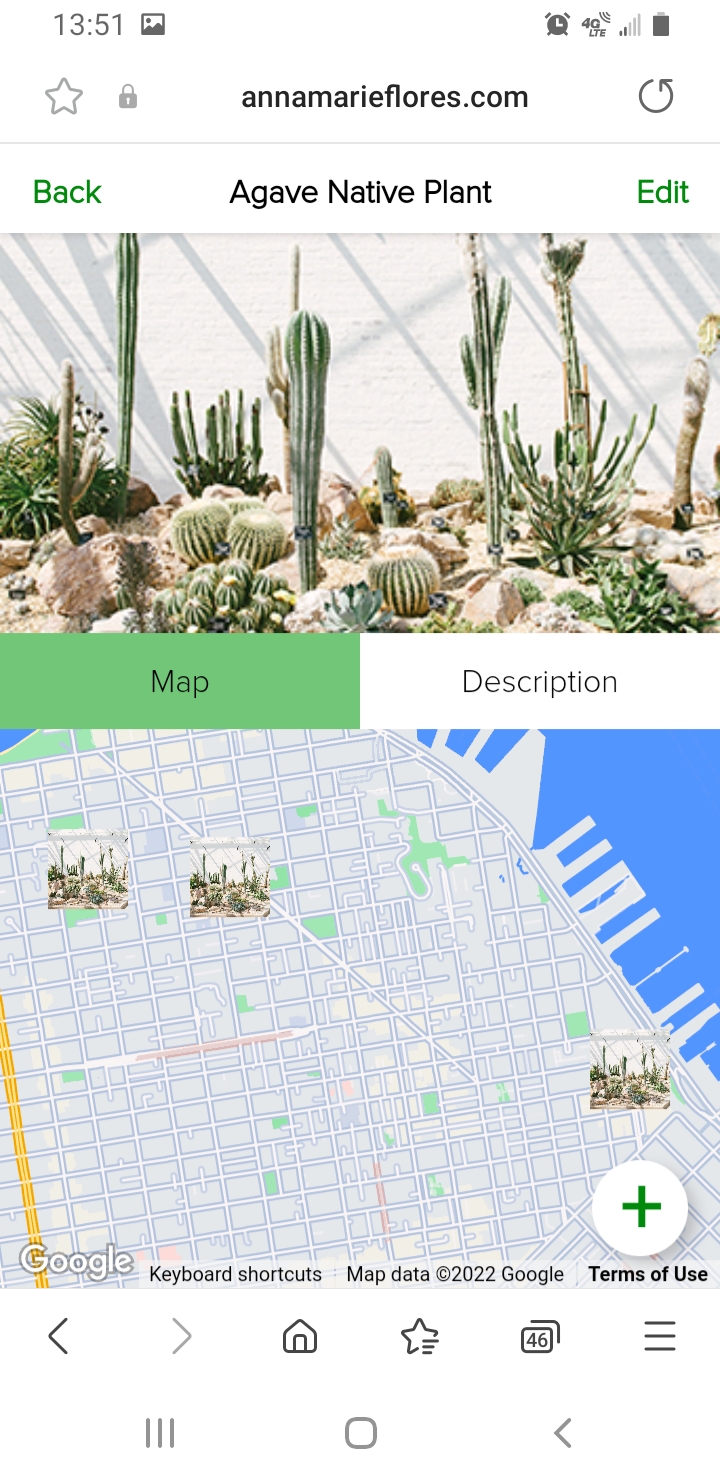 13:51 4G LTE
annamarieflores.com
Back Agave Native Plant Edit
Map Description
Google Keyboard shortcuts Map data ©2022 Google Terms of Use
46